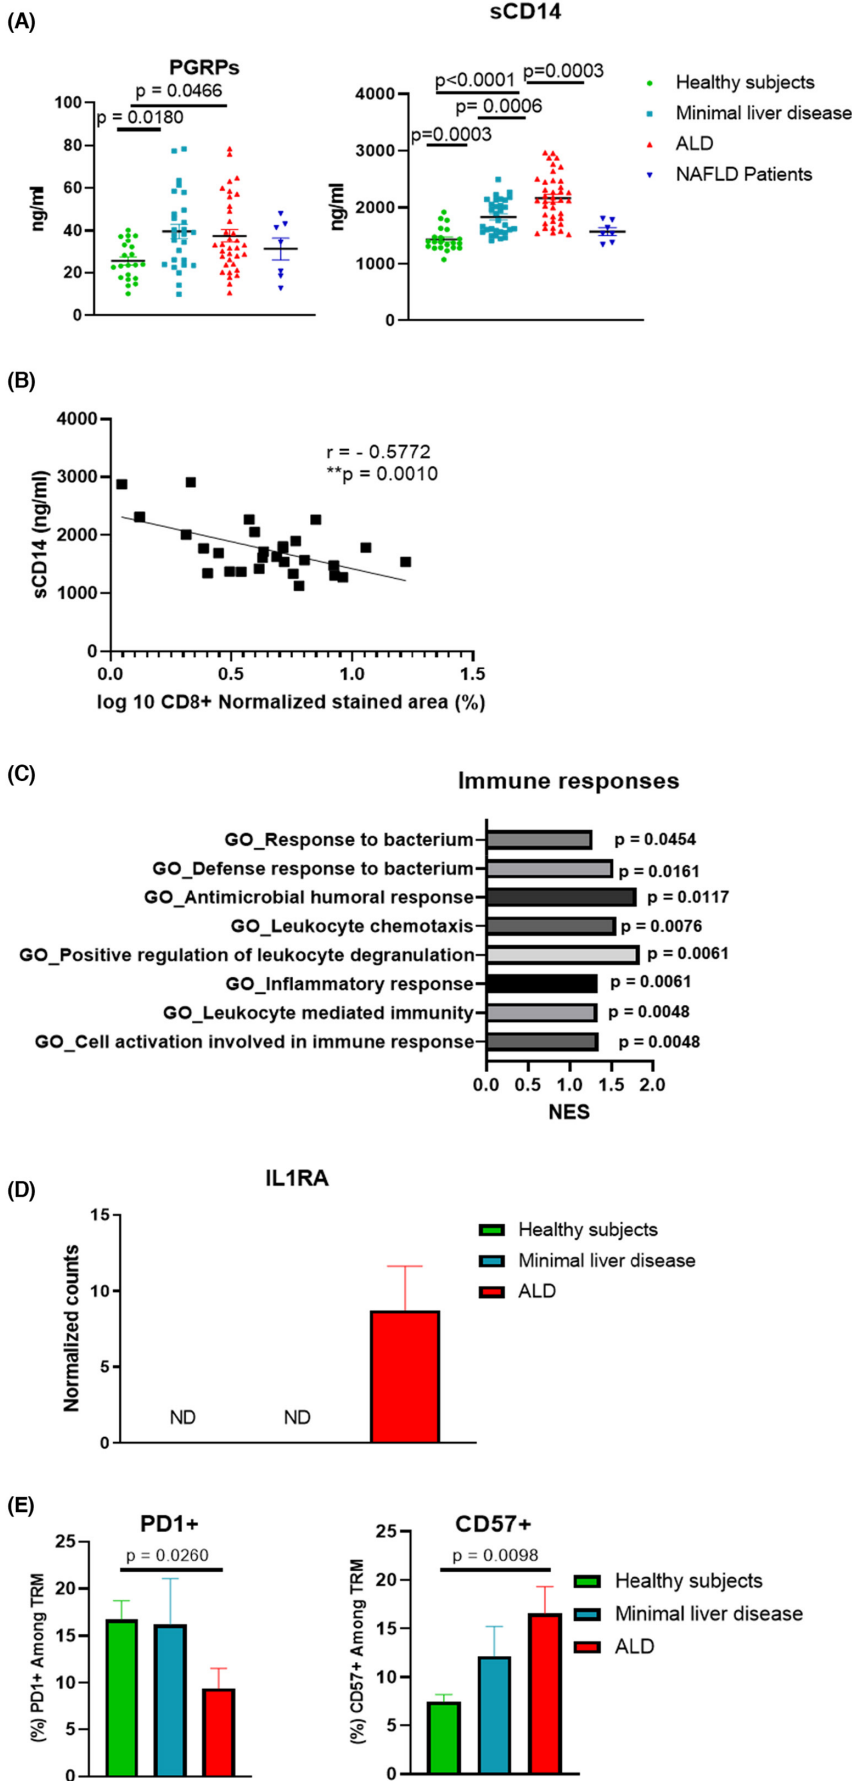 (A)
sCD14
PGRPs
p = 0.0466
p = 0.0180
100
80
60
40
20
0
ng/ml
p<0.0001
p=0.0003
p= 0.0006
p=0.0003
4000
3000
2000
1000
0
ng/ml
Healthy subjects
Minimal liver disease
ALD
NAFLD Patients
(B)
4000
3000
2000
1000
0
sCD14 (ng/ml)
r = - 0.5772
**p = 0.0010
0.0 0.5 1.0 1.5
log 10 CD8+ Normalized stained area (%)
(C)
Immune responses
GO_Response to bacterium p = 0.0454
GO_Defense response to bacterium p = 0.0161
GO_Antimicrobial humoral response p = 0.0117
GO_Leukocyte chemotaxis p = 0.0076
GO_Positive regulation of leukocyte degranulation p = 0.0061
GO_Inflammatory response p = 0.0061
GO_Leukocyte mediated immunity p = 0.0048
GO_Cell activation involved in immune response p = 0.0048
0.0 0.5 1.0 1.5 2.0
NES
(D)
IL1RA
15
10
5
0
Normalized counts
ND ND
Healthy subjects
Minimal liver disease
ALD
(E)
PD1+
p = 0.0260
25
20
15
10
5
0
(%) PD1+ Among TRM
CD57+
p = 0.0098
25
20
15
10
5
0
(%) CD57+ Among TRM
Healthy subjects
Minimal liver disease
ALD